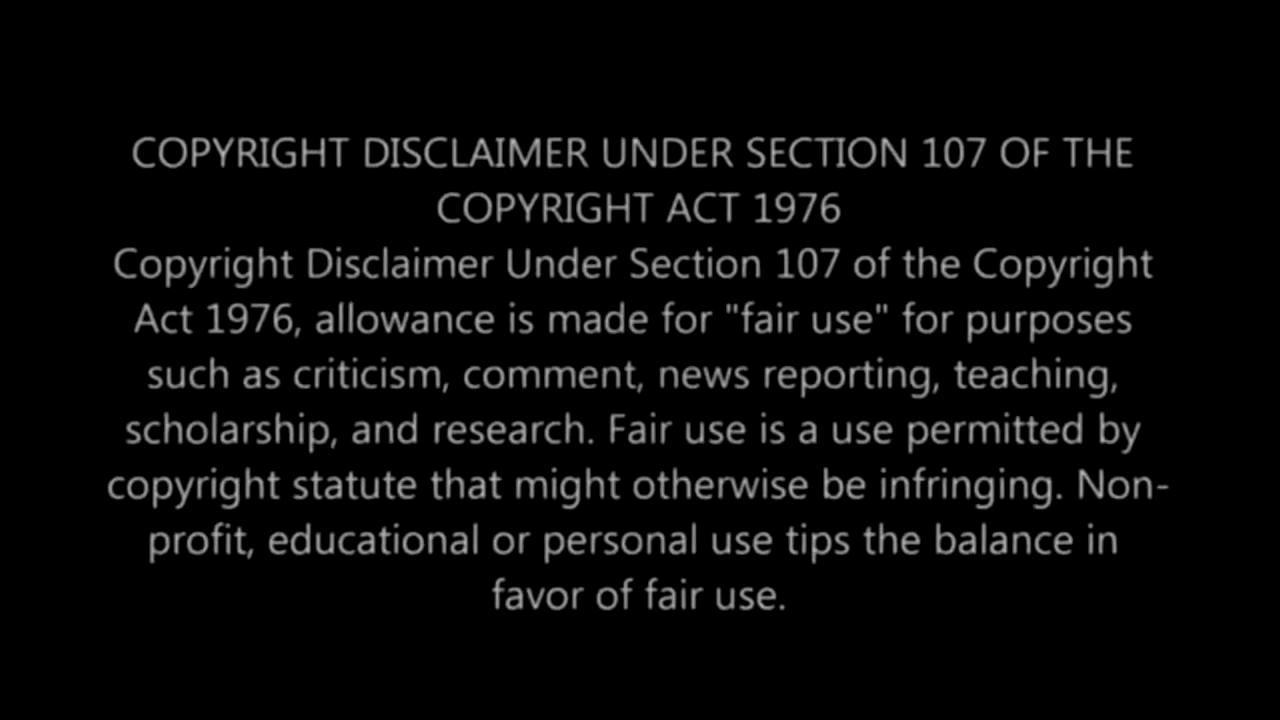 COPYRIGHT DISCLAIMER UNDER SECTION 107 OF THE
COPYRIGHT ACT 1976
Copyright Disclaimer Under Section 107 of the Copyright
Act 1976, allowance is made for "fair use" for purposes
such as criticism, comment, news reporting, teaching,
scholarship, and research. Fair use is a use permitted by
copyright statute that might otherwise be infringing. Non-
profit, educational or personal use tips the balance in
favor of fair use.